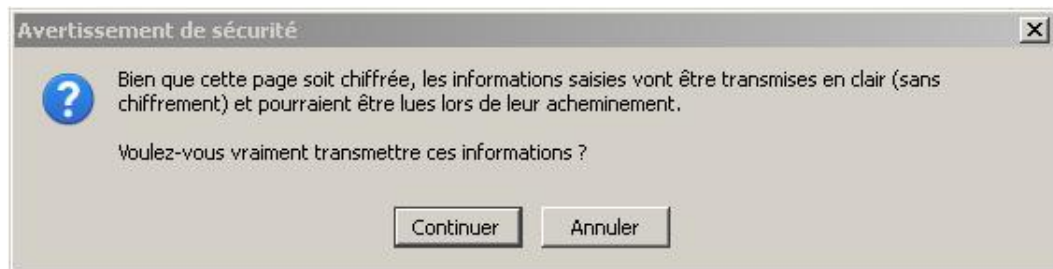 Avertissement de sécurité
Bien que cette page soit chiffrée, les informations saisies vont être transmises en clair (sans
chiffrement) et pourraient être lues lors de leur acheminement.
Voulez-vous vraiment transmettre ces informations ?
Continuer
Annuler